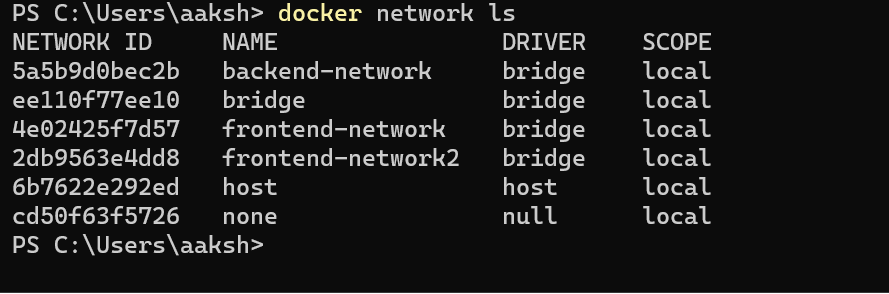 PS C:\Users\aaksh> docker network ls
NETWORK ID     NAME                DRIVER    SCOPE
5a5b9d0bec2b   backend-network     bridge    local
ee110f77ee10   bridge              bridge    local
4e02425f7d57   frontend-network    bridge    local
2db9563e4dd8   frontend-network2   bridge    local
6b7622e292ed   host                host      local
cd50f63f5726   none                null      local
PS C:\Users\aaksh>